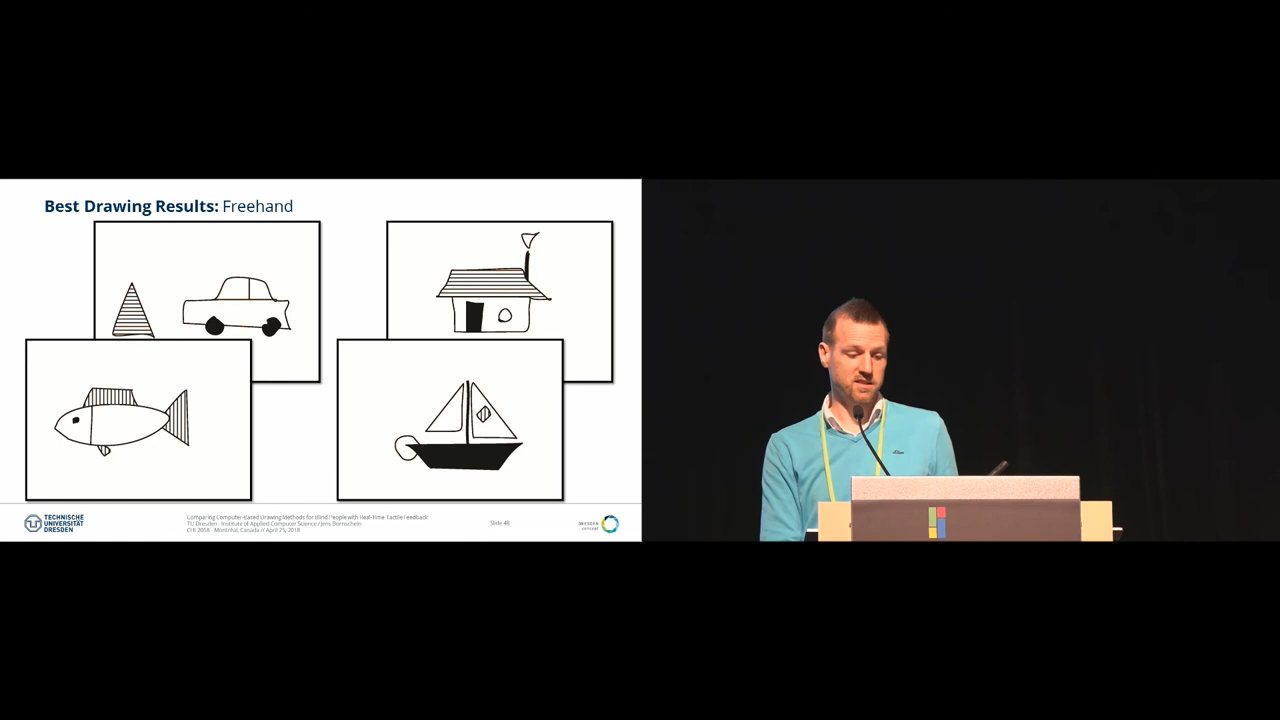 Best Drawing Results: Freehand
TECHNISCHE
UNIVERSITÄT
DRESDEN
Comparing Computer-Based Drawing Methods for Blind People with Real-Time Tactile Feedback
TU Dresden - Institute of Applied Computer Science / Jens Bornschein
CHI 2018 - Montréal, Canada // April 25, 2018
Slide 48
DRESDEN
concept